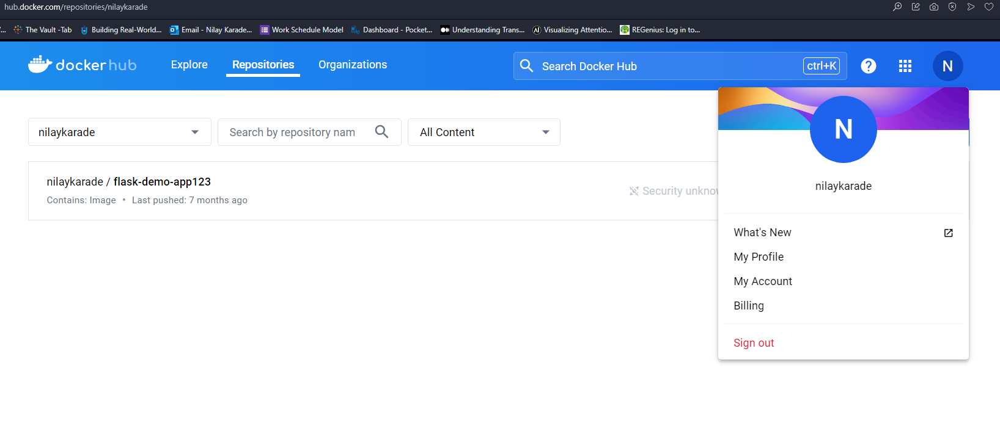 hub.docker.com/repositories/nilaykarade
... The Vault -Tab Building Real-World... Email - Nilay Karade... Work Schedule Model Dashboard - Pocket... Understanding Trans... Visualizing Attentio... REGenius: Log in to...
docker hub Explore Repositories Organizations Search Docker Hub ctrl+K ? N
N
nilaykarade Search by repository nam All Content
nilaykarade / flask-demo-app123
Contains: Image • Last pushed: 7 months ago
Security unknow
nilaykarade
What's New
My Profile
My Account
Billing
Sign out